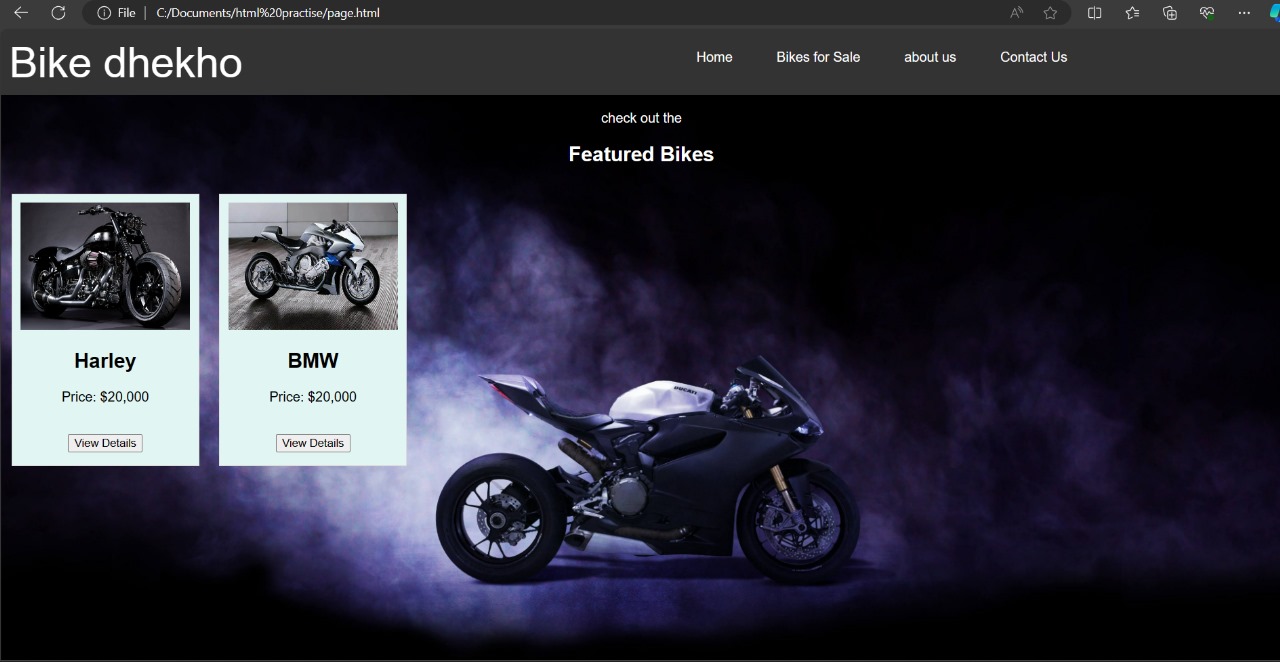 File
C:/Documents/html%20practise/page.html
Bike dhekho
Home
Bikes for Sale
about us
Contact Us
check out the
Featured Bikes
Harley
Price: $20,000
View Details
BMW
Price: $20,000
View Details
DUCATI